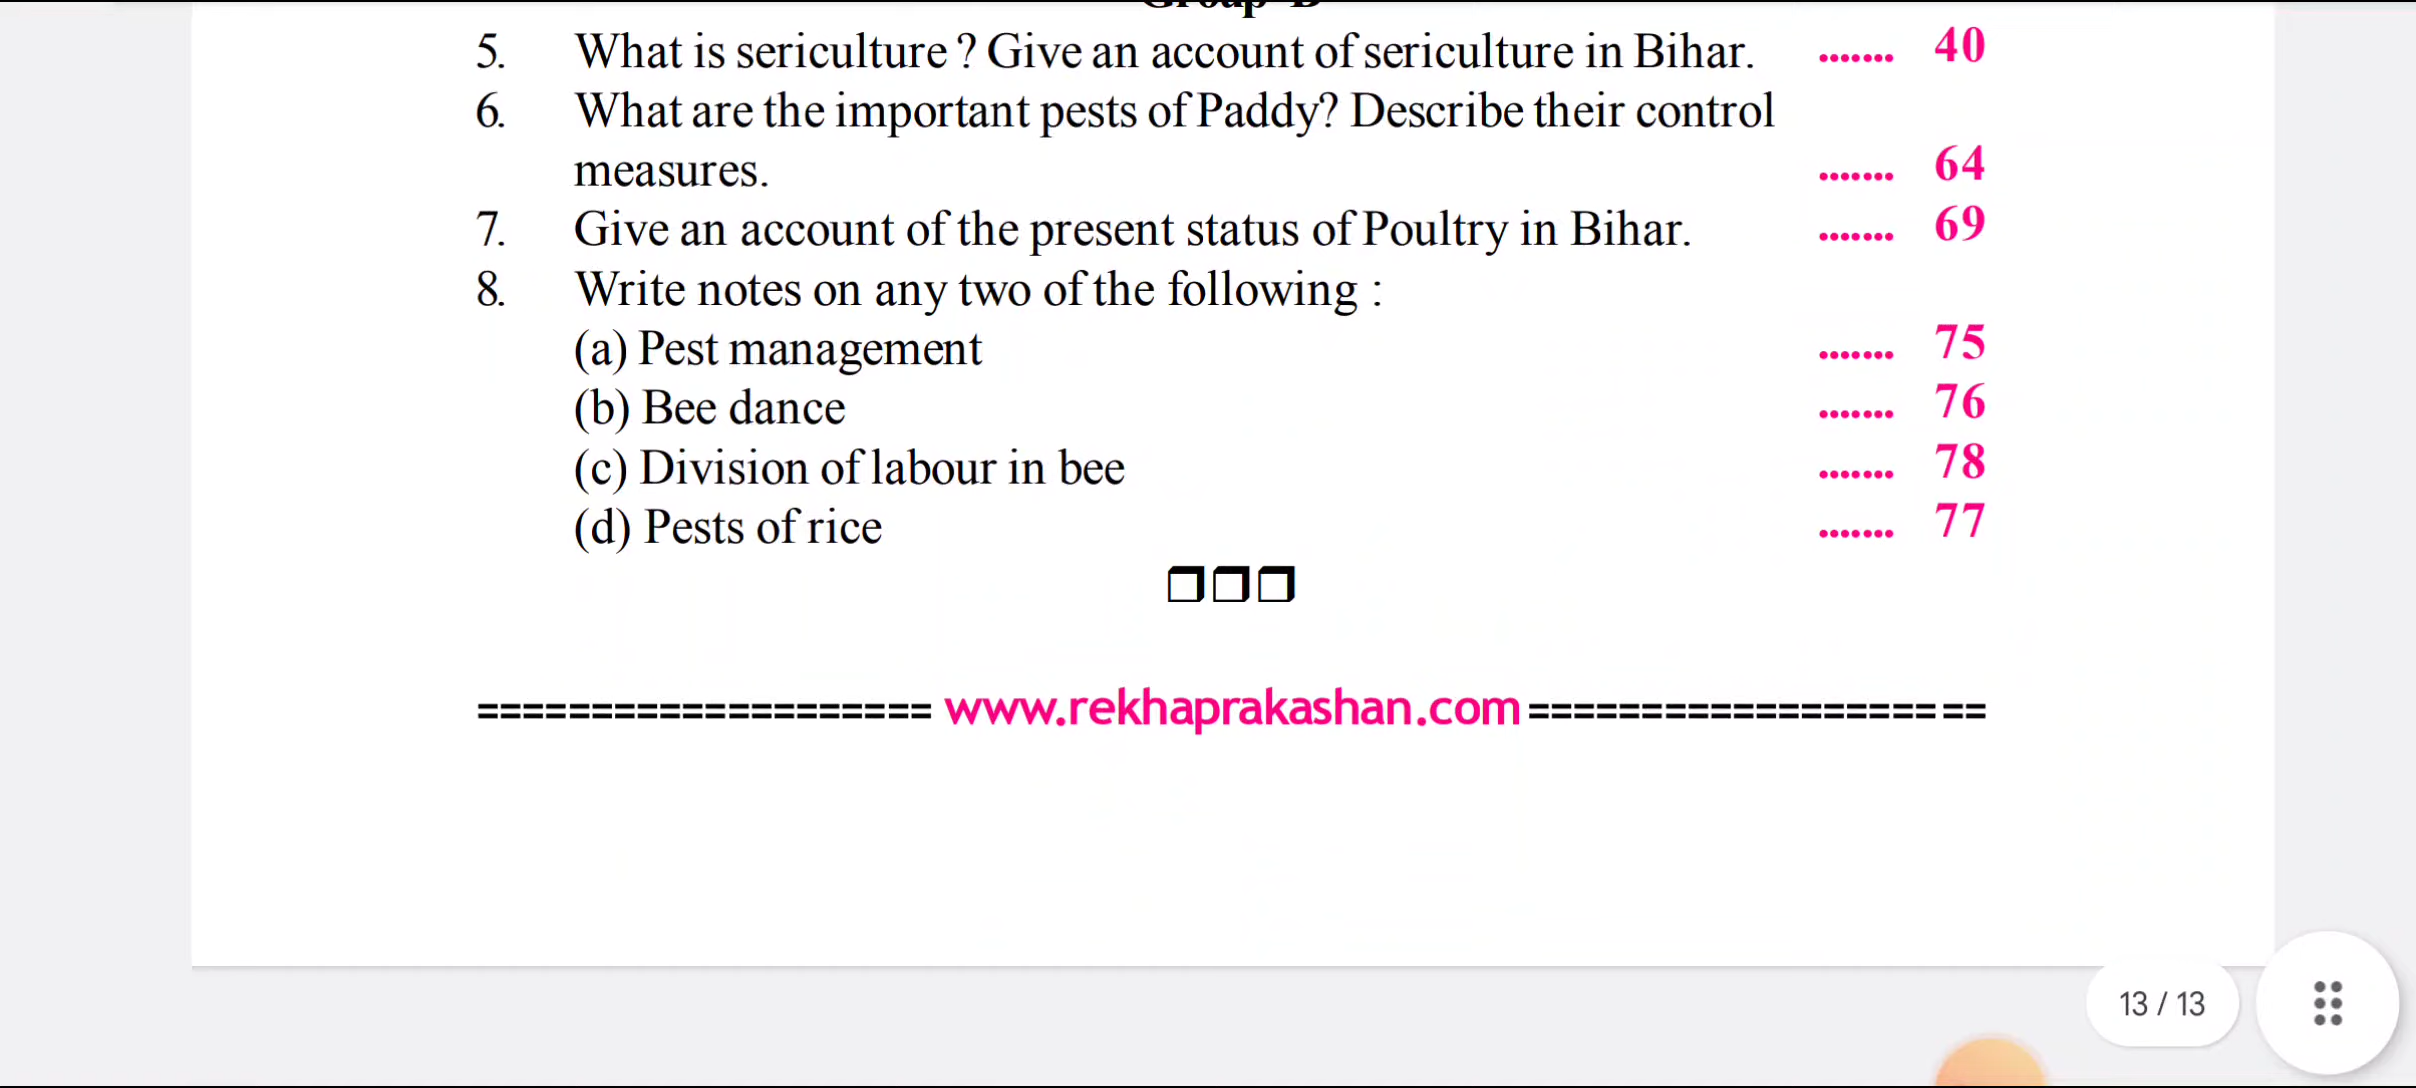 5. What is sericulture ? Give an account of sericulture in Bihar. ....... 40
6. What are the important pests of Paddy? Describe their control
measures. ....... 64
7. Give an account of the present status of Poultry in Bihar. ....... 69
8. Write notes on any two of the following :
(a) Pest management ....... 75
(b) Bee dance ....... 76
(c) Division of labour in bee ....... 78
(d) Pests of rice ....... 77
❒❒❒
==================== www.rekhaprakashan.com====================
13 / 13